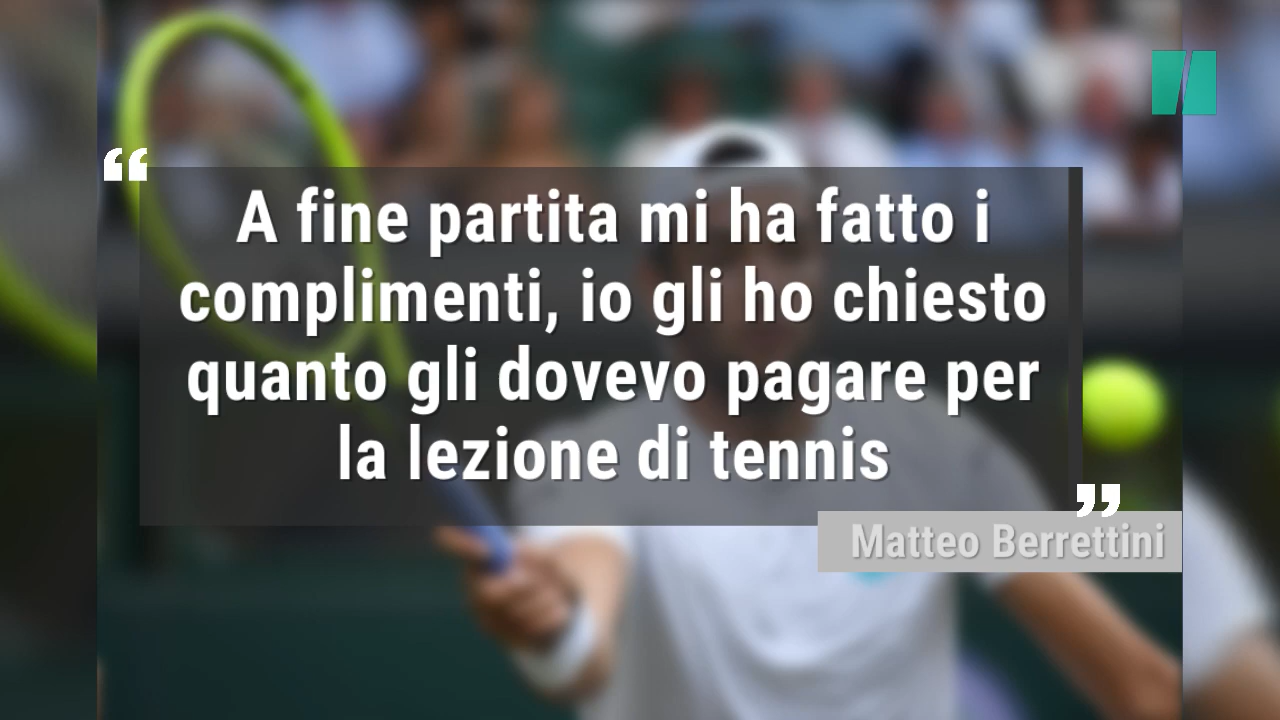 “
A fine partita mi ha fatto i
complimenti, io gli ho chiesto
quanto gli dovevo pagare per
la lezione di tennis
”
Matteo Berrettini